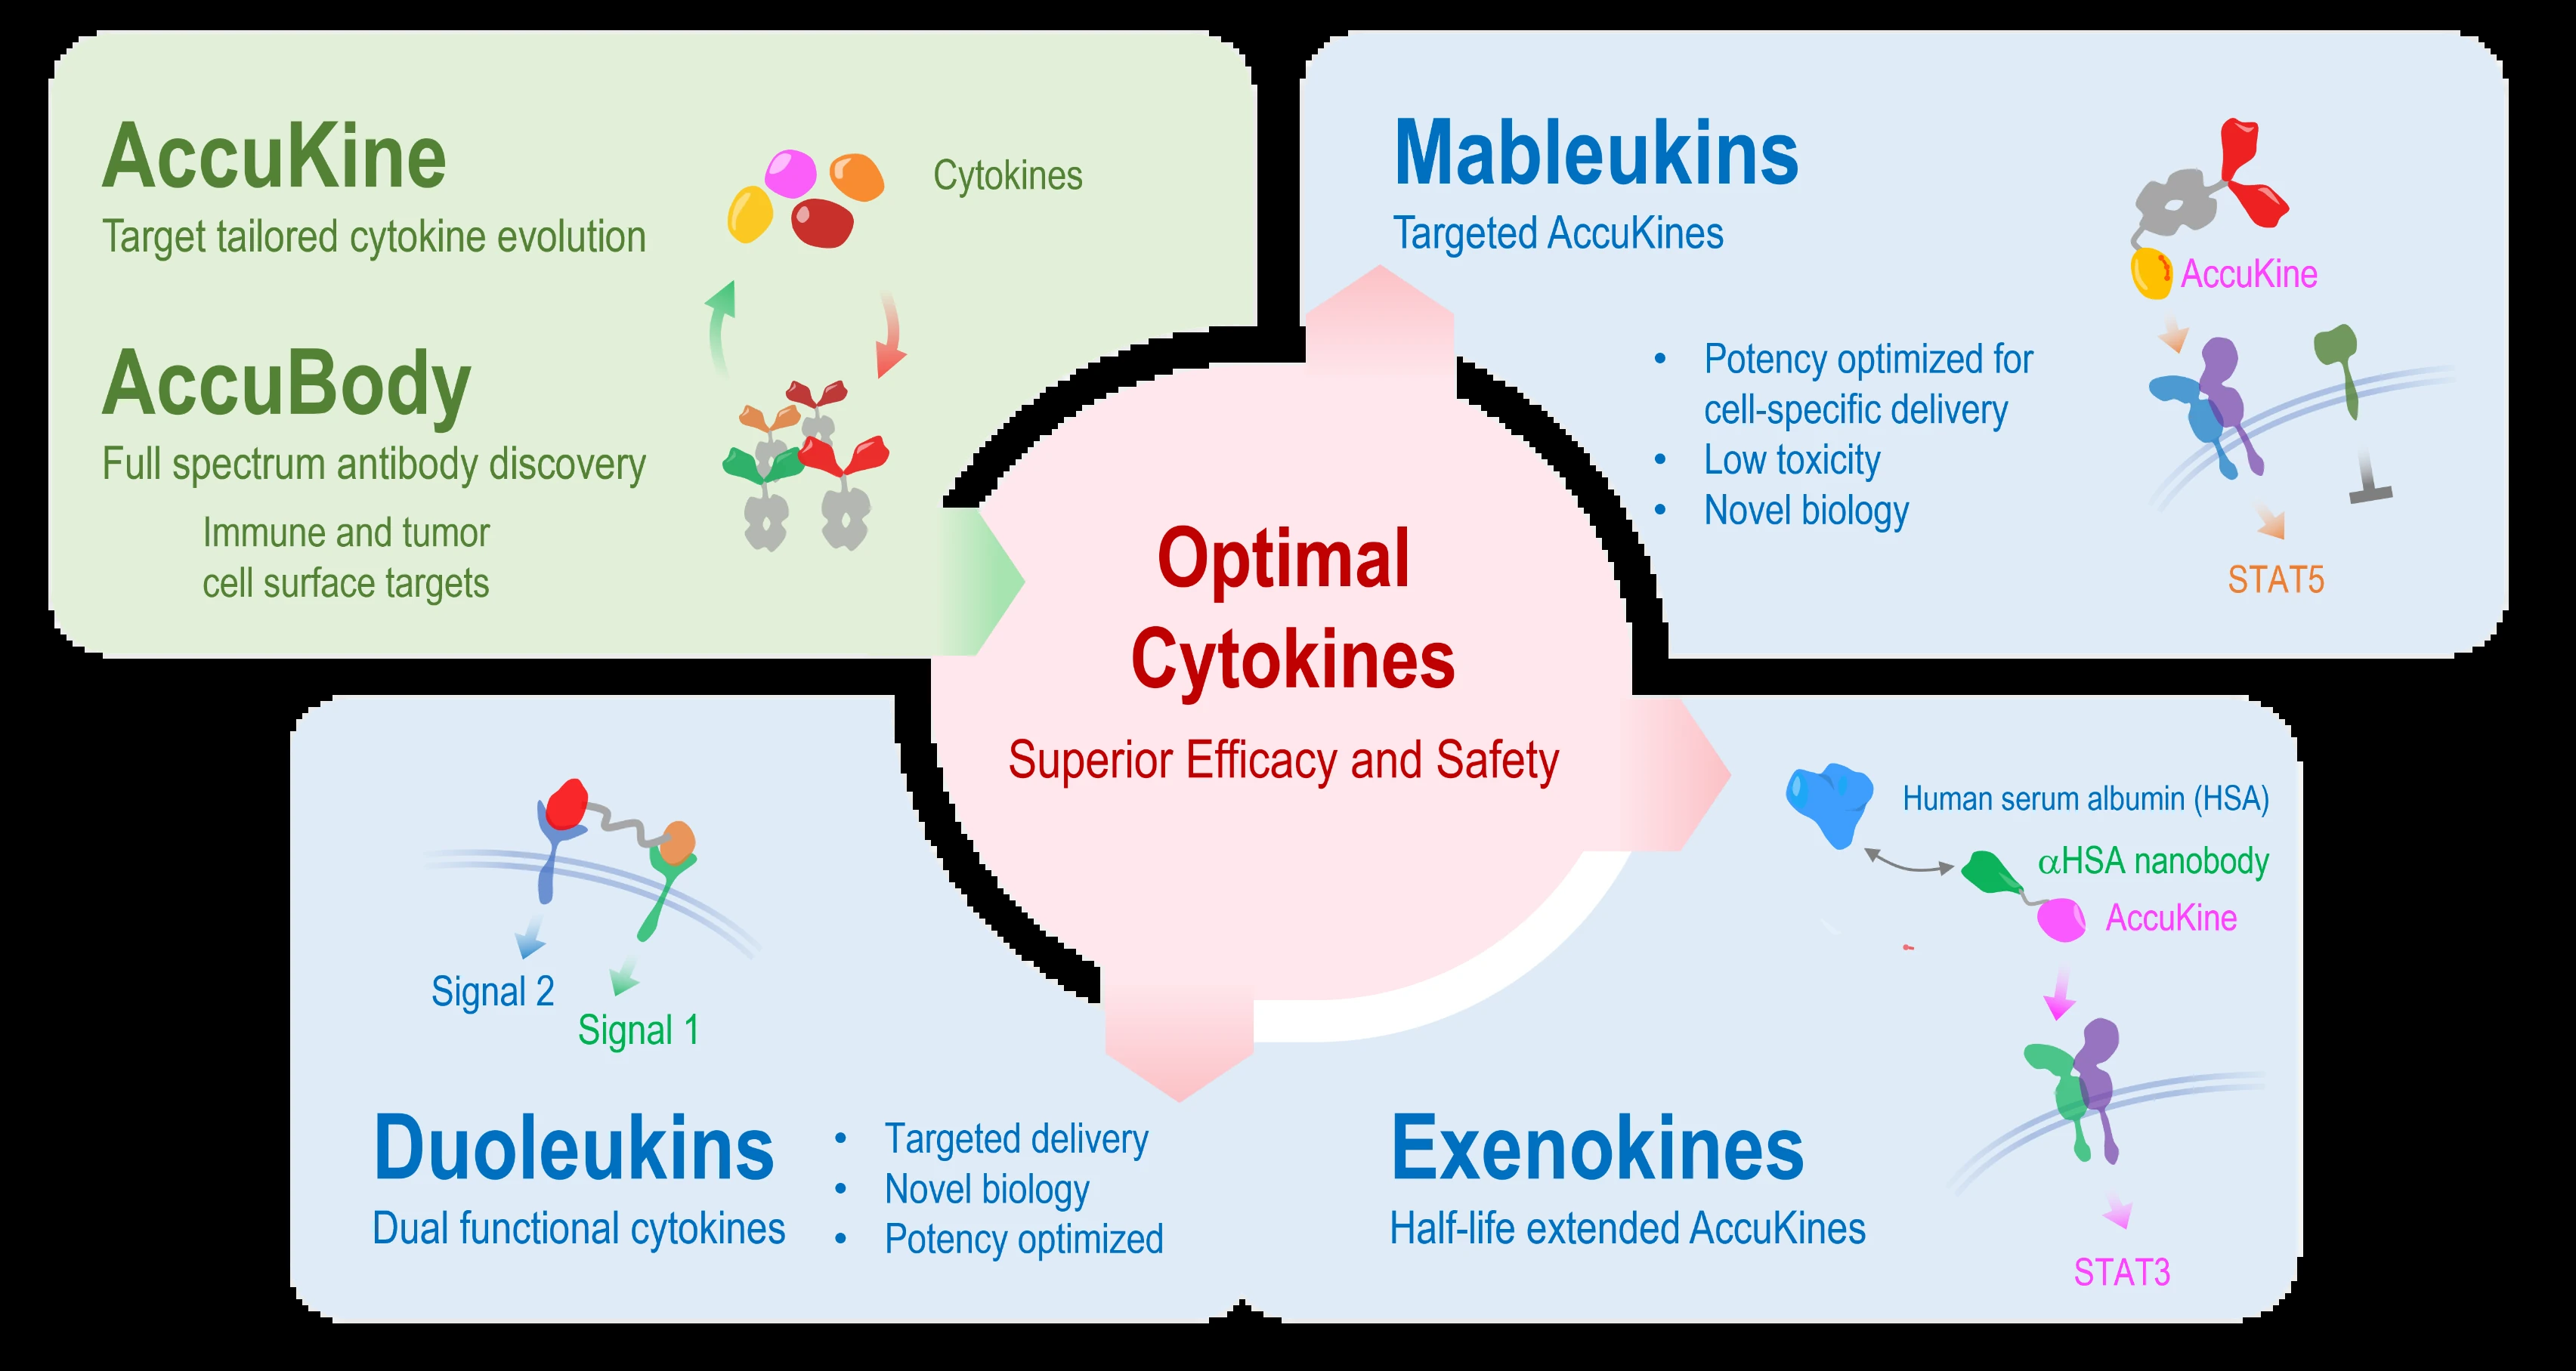 AccuKine
Target tailored cytokine evolution
Cytokines
AccuBody
Full spectrum antibody discovery
Immune and tumor
cell surface targets
Mableukins
Targeted AccuKines
• Potency optimized for
cell-specific delivery
• Low toxicity
• Novel biology
AccuKine
STAT5
Optimal
Cytokines
Superior Efficacy and Safety
Signal 2
Signal 1
Duoleukins
Dual functional cytokines
• Targeted delivery
• Novel biology
• Potency optimized
Human serum albumin (HSA)
αHSA nanobody
AccuKine
Exenokines
Half-life extended AccuKines
STAT3